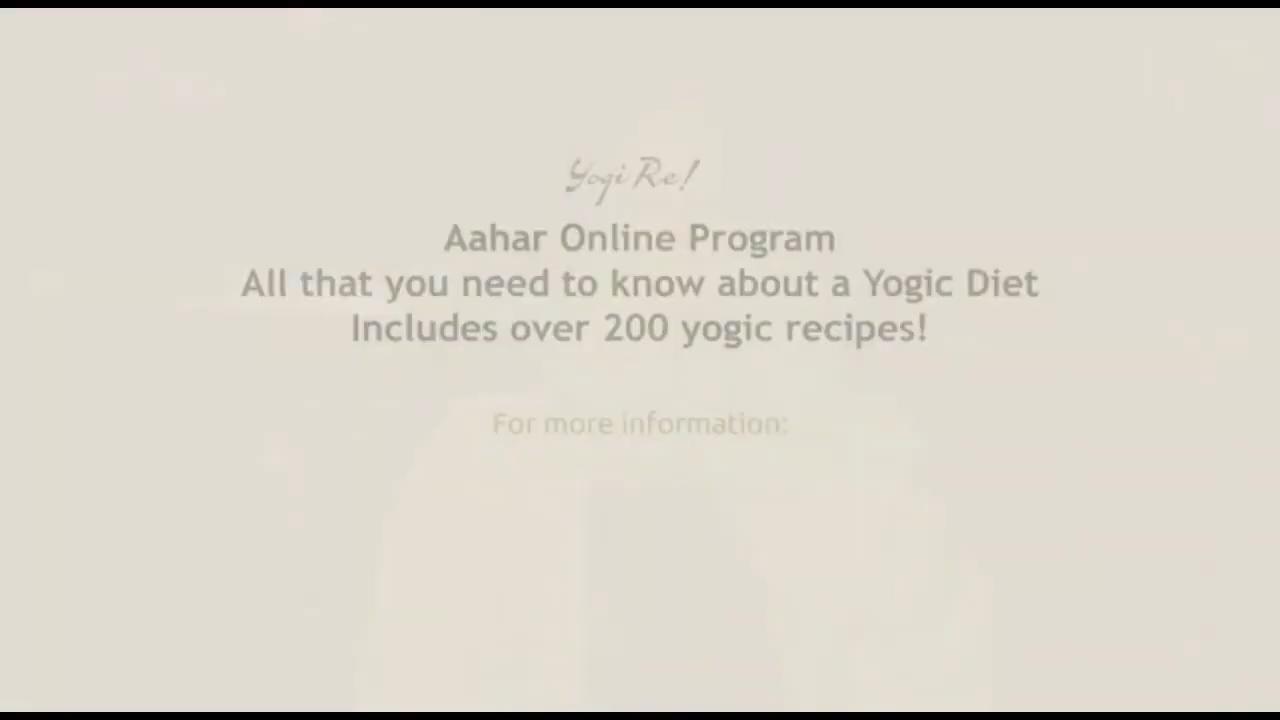 Yogi Re!
Aahar Online Program
All that you need to know about a Yogic Diet
Includes over 200 yogic recipes!
For more information: